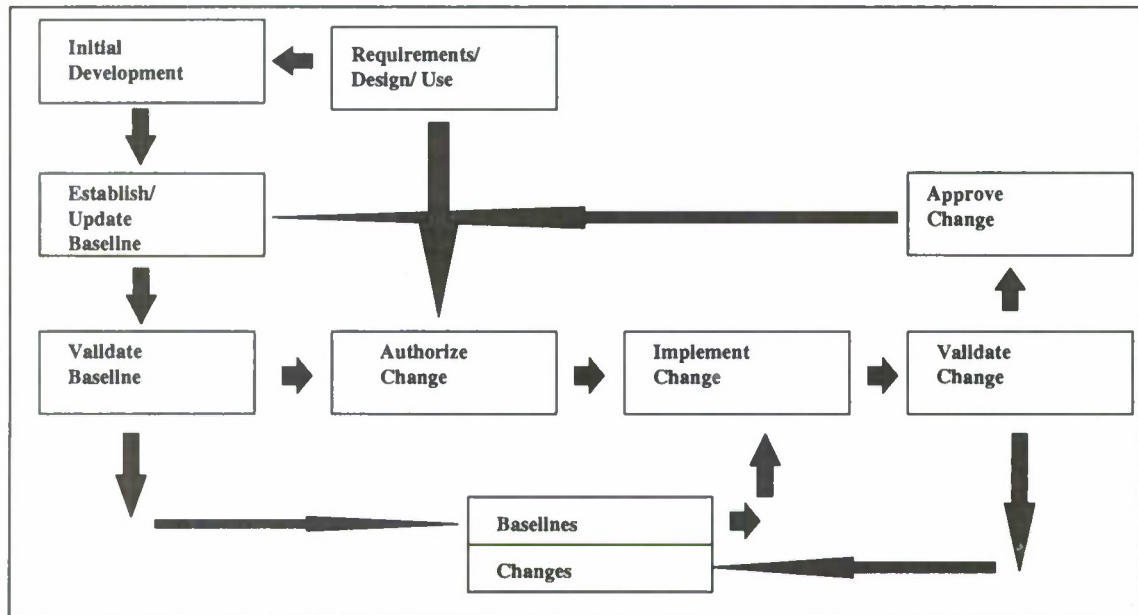 Initial
Development
Requirements/
Design/ Use
Establish/
Update
Baseline
Approve
Change
Validate
Baseline
Authorize
Change
Implement
Change
Validate
Change
Baselines
Changes